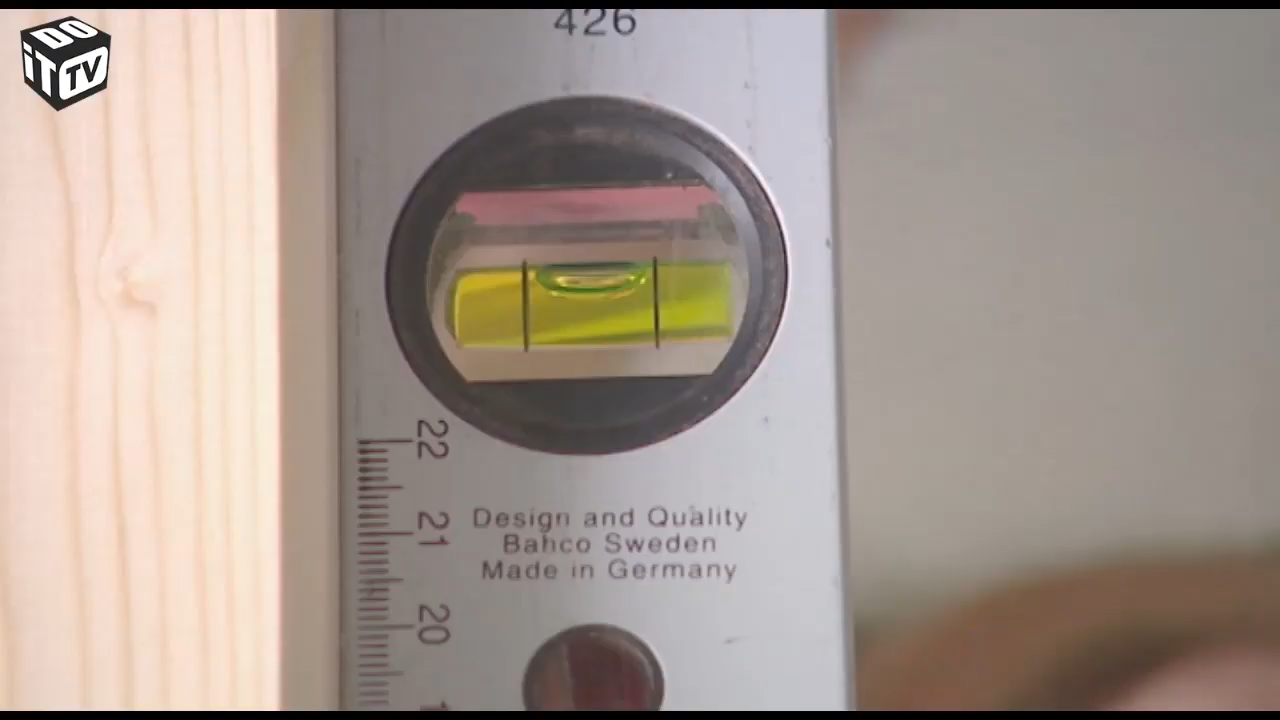 DO
iT TV
426
22
21
20
Design and Quality
Bahco Sweden
Made in Germany